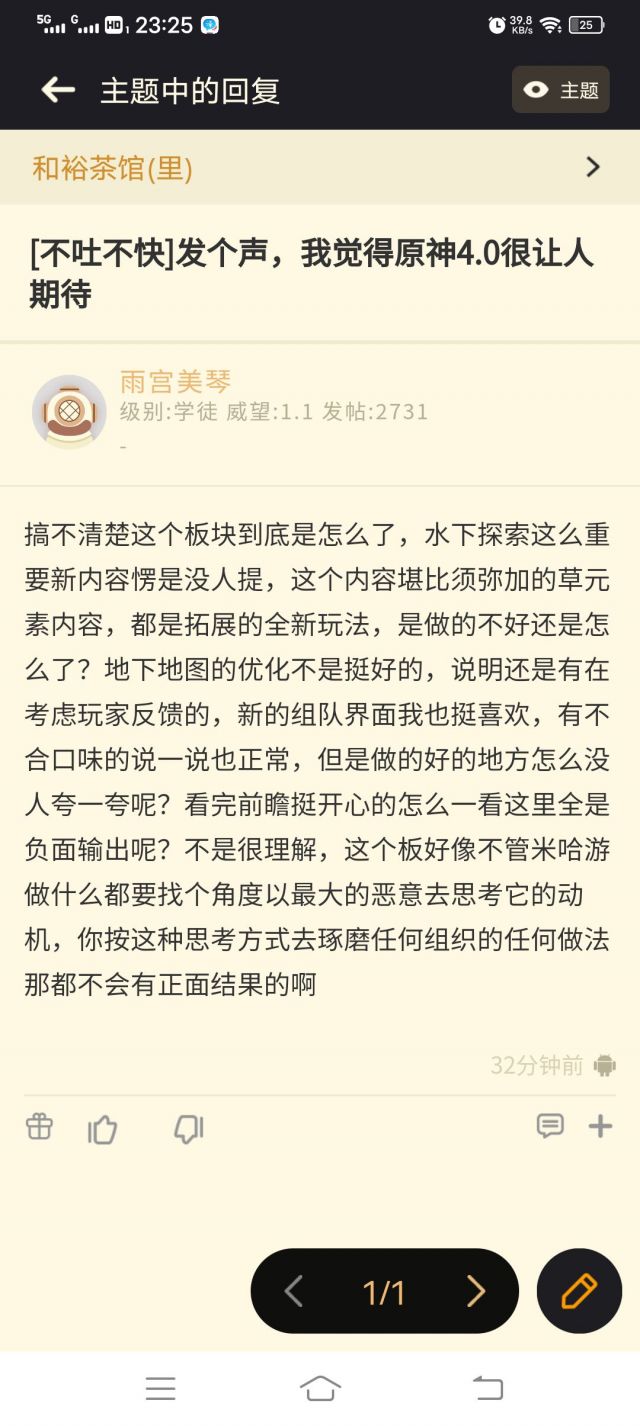 5G G HD 1 23:25 39.8 KB/s 25
主题中的回复 主题
和裕茶馆(里)
[不吐不快]发个声，我觉得原神4.0很让人
期待
雨宫美琴
级别:学徒 威望:1.1 发帖:2731
-
搞不清楚这个板块到底是怎么了，水下探索这么重
要新内容愣是没人提，这个内容堪比须弥加的草元
素内容，都是拓展的全新玩法，是做的不好还是怎
么了？地下地图的优化不是挺好的，说明还是有在
考虑玩家反馈的，新的组队界面我也挺喜欢，有不
合口味的说一说也正常，但是做的好的地方怎么没
人夸一夸呢？看完前瞻挺开心的怎么一看这里全是
负面输出呢？不是很理解，这个板好像不管米哈游
做什么都要找个角度以最大的恶意去思考它的动
机，你按这种思考方式去琢磨任何组织的任何做法
那都不会有正面结果的啊
32分钟前
1/1